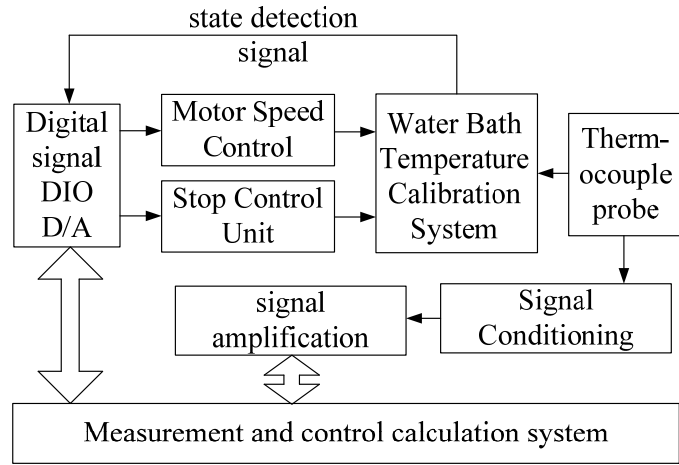 state detection
signal
Digital
signal
DIO
D/A
Motor Speed
Control
Stop Control
Unit
Water Bath
Temperature
Calibration
System
Therm-
ocouple
probe
signal
amplification
Signal
Conditioning
Measurement and control calculation system